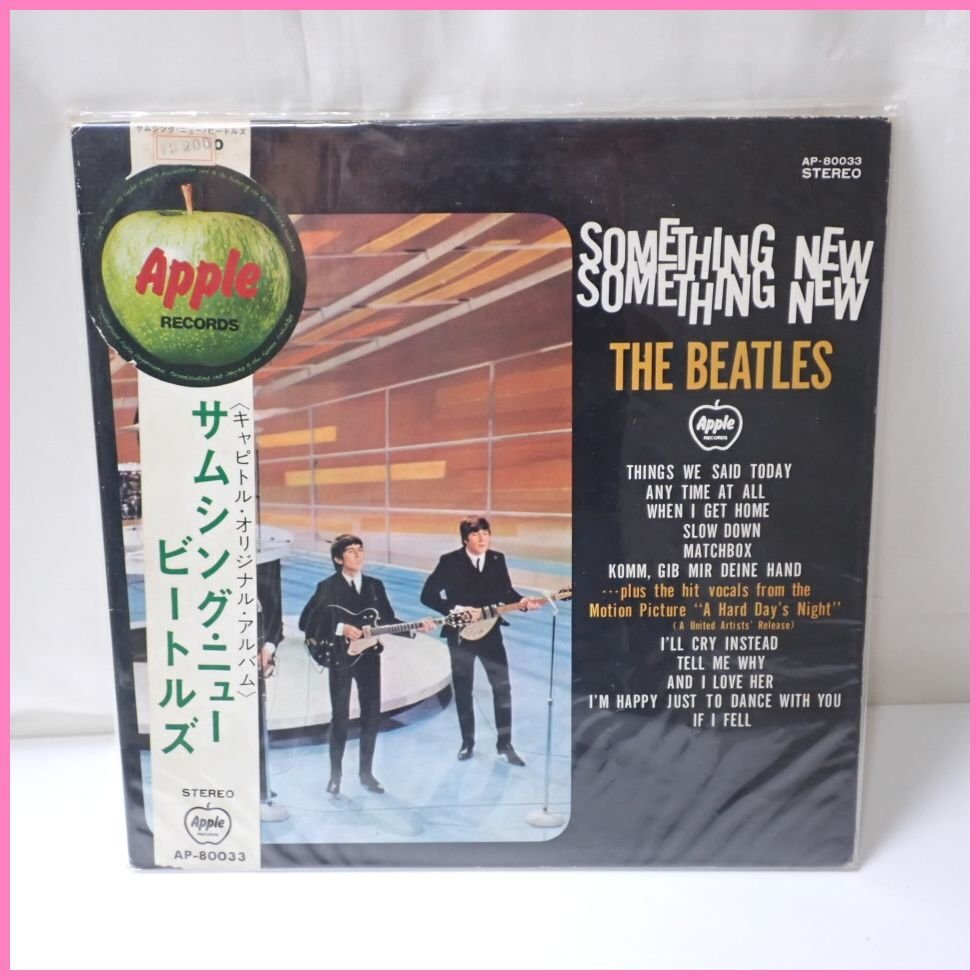 サムシング・ニュー/ビートルズ
¥2200
Apple
RECORDS
〈キャピトル・オリジナル・アルバム〉
サムシング・ニュー
ビートルズ
STEREO
Apple
RECORDS
AP-80033
AP-80033
STEREO
SOMETHING NEW
SOMETHING NEW
THE BEATLES
Apple
RECORDS
THINGS WE SAID TODAY
ANY TIME AT ALL
WHEN I GET HOME
SLOW DOWN
MATCHBOX
KOMM, GIB MIR DEINE HAND
···plus the hit vocals from the
Motion Picture "A Hard Day's Night"
(A United Artists' Release)
I'LL CRY INSTEAD
TELL ME WHY
AND I LOVE HER
I'M HAPPY JUST TO DANCE WITH YOU
IF I FELL